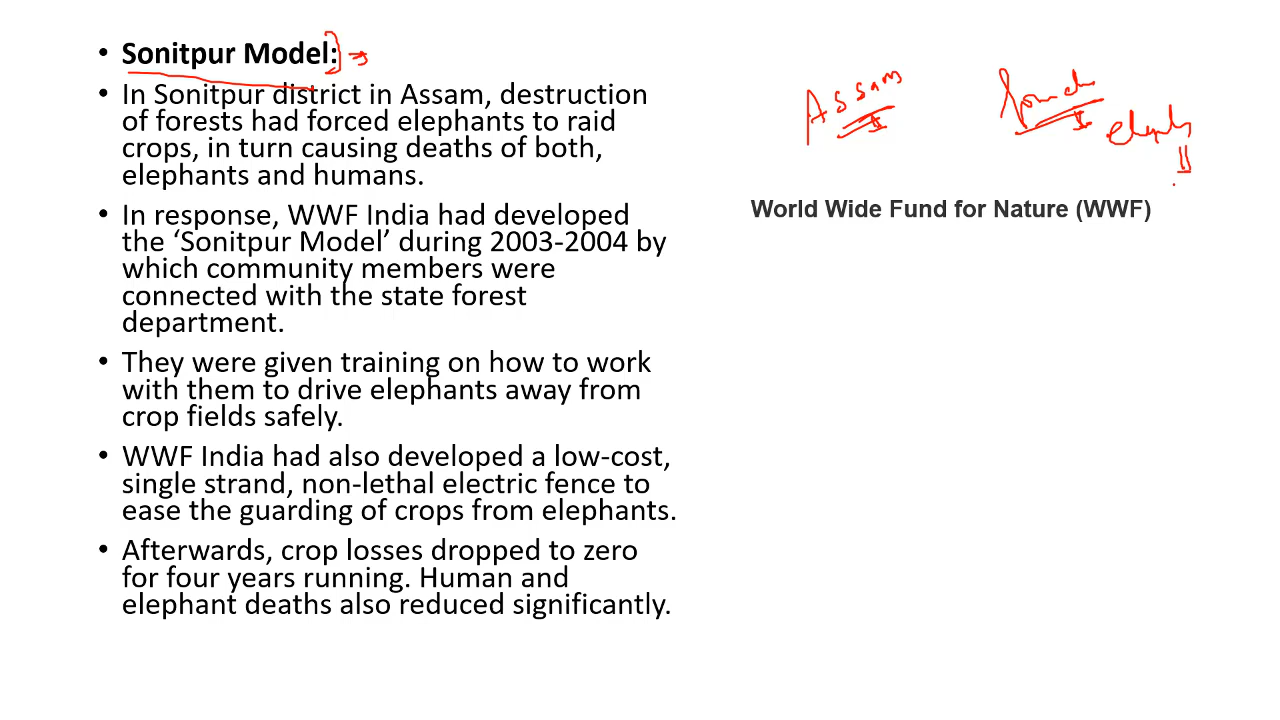 • Sonitpur Model:
• In Sonitpur district in Assam, destruction
of forests had forced elephants to raid
crops, in turn causing deaths of both,
elephants and humans.
• In response, WWF India had developed
the ‘Sonitpur Model’ during 2003-2004 by
which community members were
connected with the state forest
department.
• They were given training on how to work
with them to drive elephants away from
crop fields safely.
• WWF India had also developed a low-cost,
single strand, non-lethal electric fence to
ease the guarding of crops from elephants.
• Afterwards, crop losses dropped to zero
for four years running. Human and
elephant deaths also reduced significantly.
Assam
World Wide Fund for Nature (WWF)